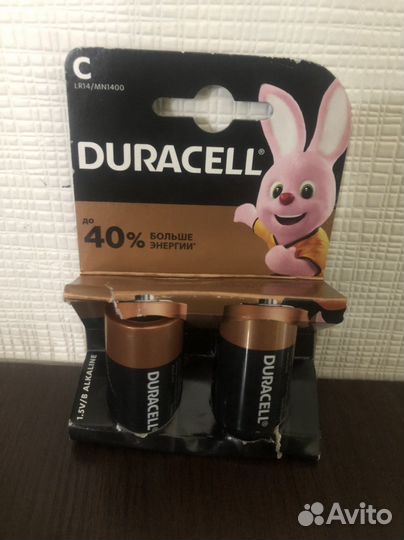 C
LR14/MN1400
DURACELL®
до
40% БОЛЬШЕ
ЭНЕРГИИ*
1.5V/В ALKALINE
DURACELL®
DURACELL®
Avito